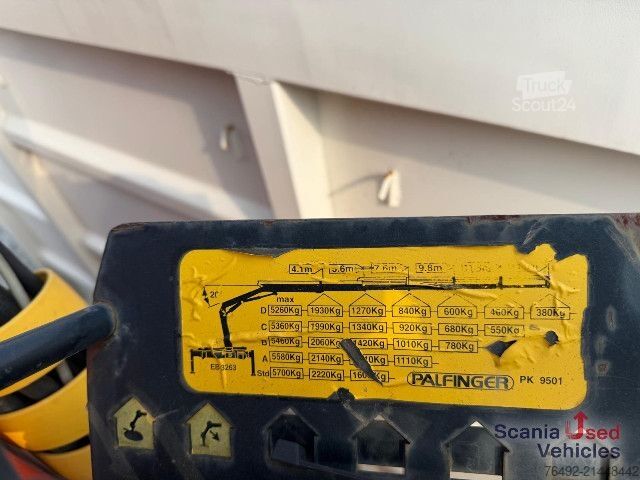 Truck
Scout24
4.1m 5.6m 7.6m 9.8m
20°
max
D 5260Kg 1930Kg 1270Kg 840Kg 600Kg 460Kg 380Kg
C 5360Kg 1990Kg 1340Kg 920Kg 680Kg 550Kg
B 5460Kg 2060Kg 1420Kg 1010Kg 780Kg
A 5580Kg 2140Kg 1110Kg
Std 5700Kg 2220Kg
PALFINGER PK 9501
Scania Used
Vehicles
76492-21448442